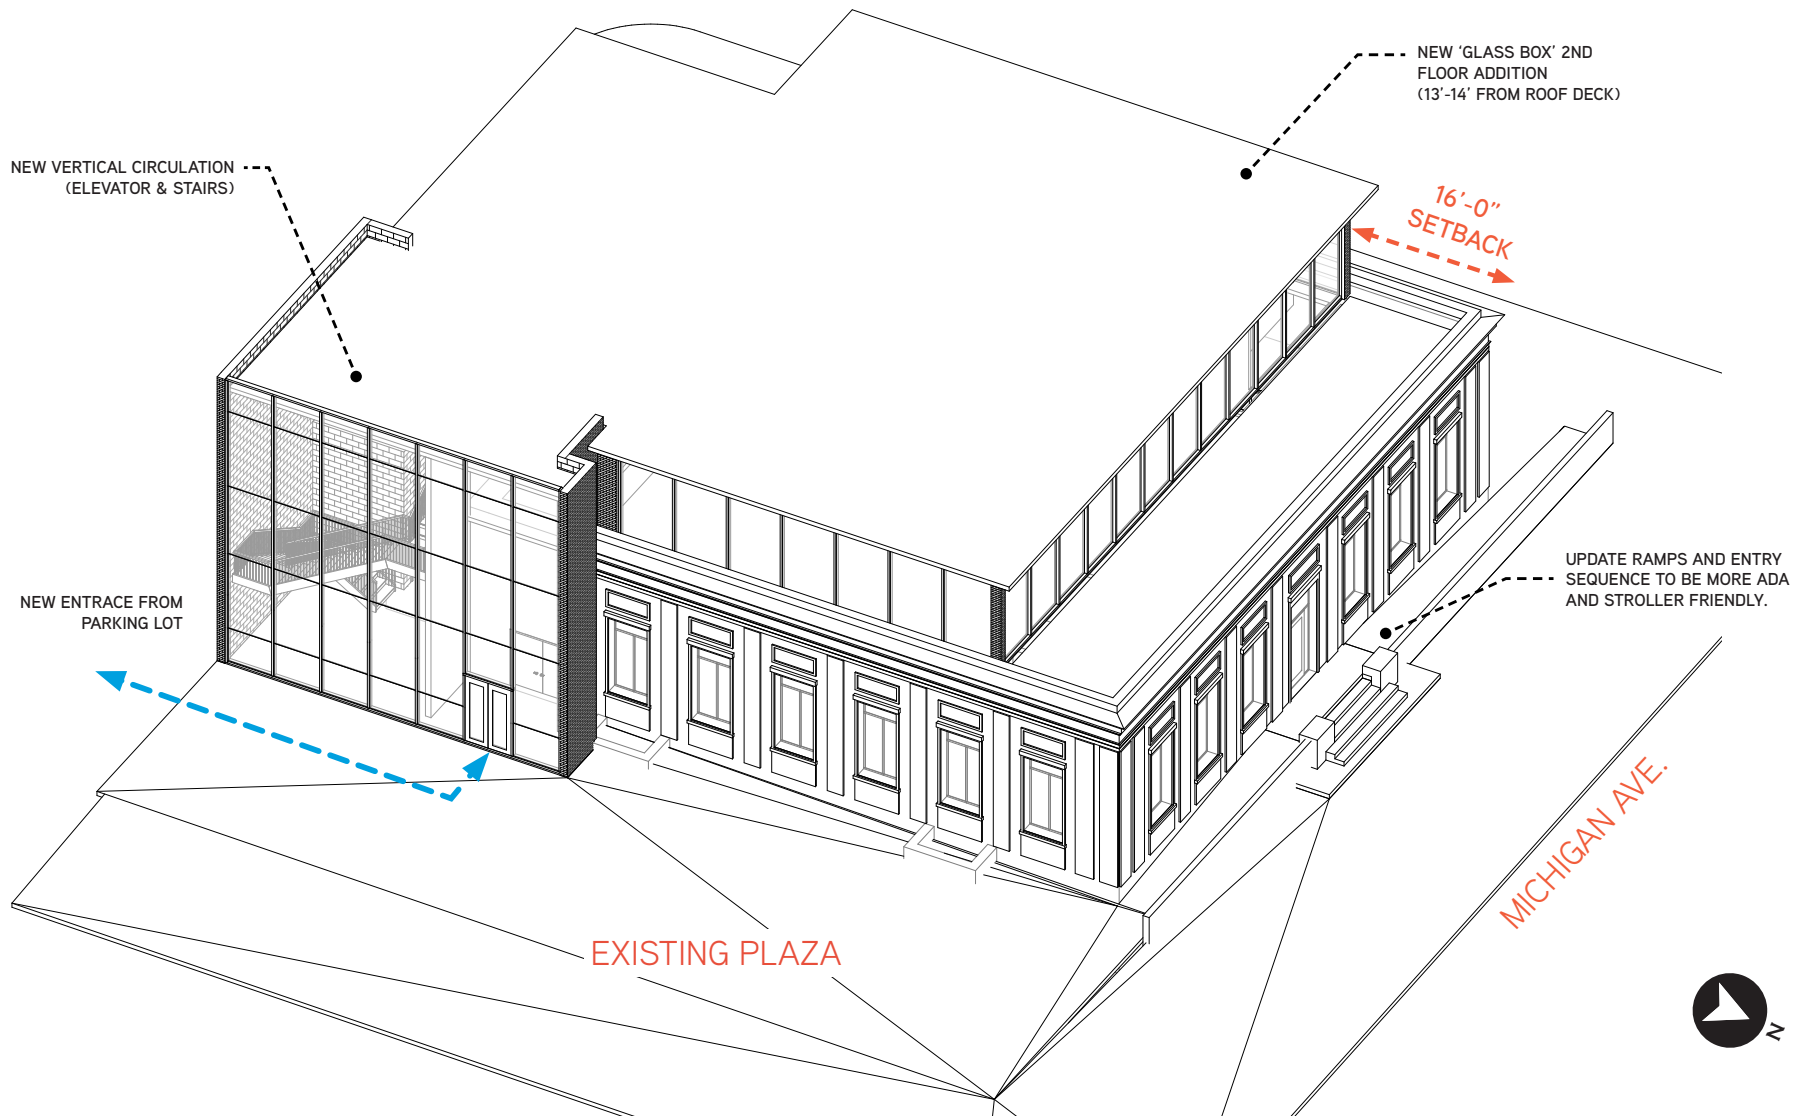 NEW ‘GLASS BOX’ 2ND
FLOOR ADDITION
(13’-14’ FROM ROOF DECK)
NEW VERTICAL CIRCULATION
(ELEVATOR & STAIRS)
16’-0”
SETBACK
UPDATE RAMPS AND ENTRY
SEQUENCE TO BE MORE ADA
AND STROLLER FRIENDLY.
NEW ENTRACE FROM
PARKING LOT
MICHIGAN AVE.
EXISTING PLAZA
N